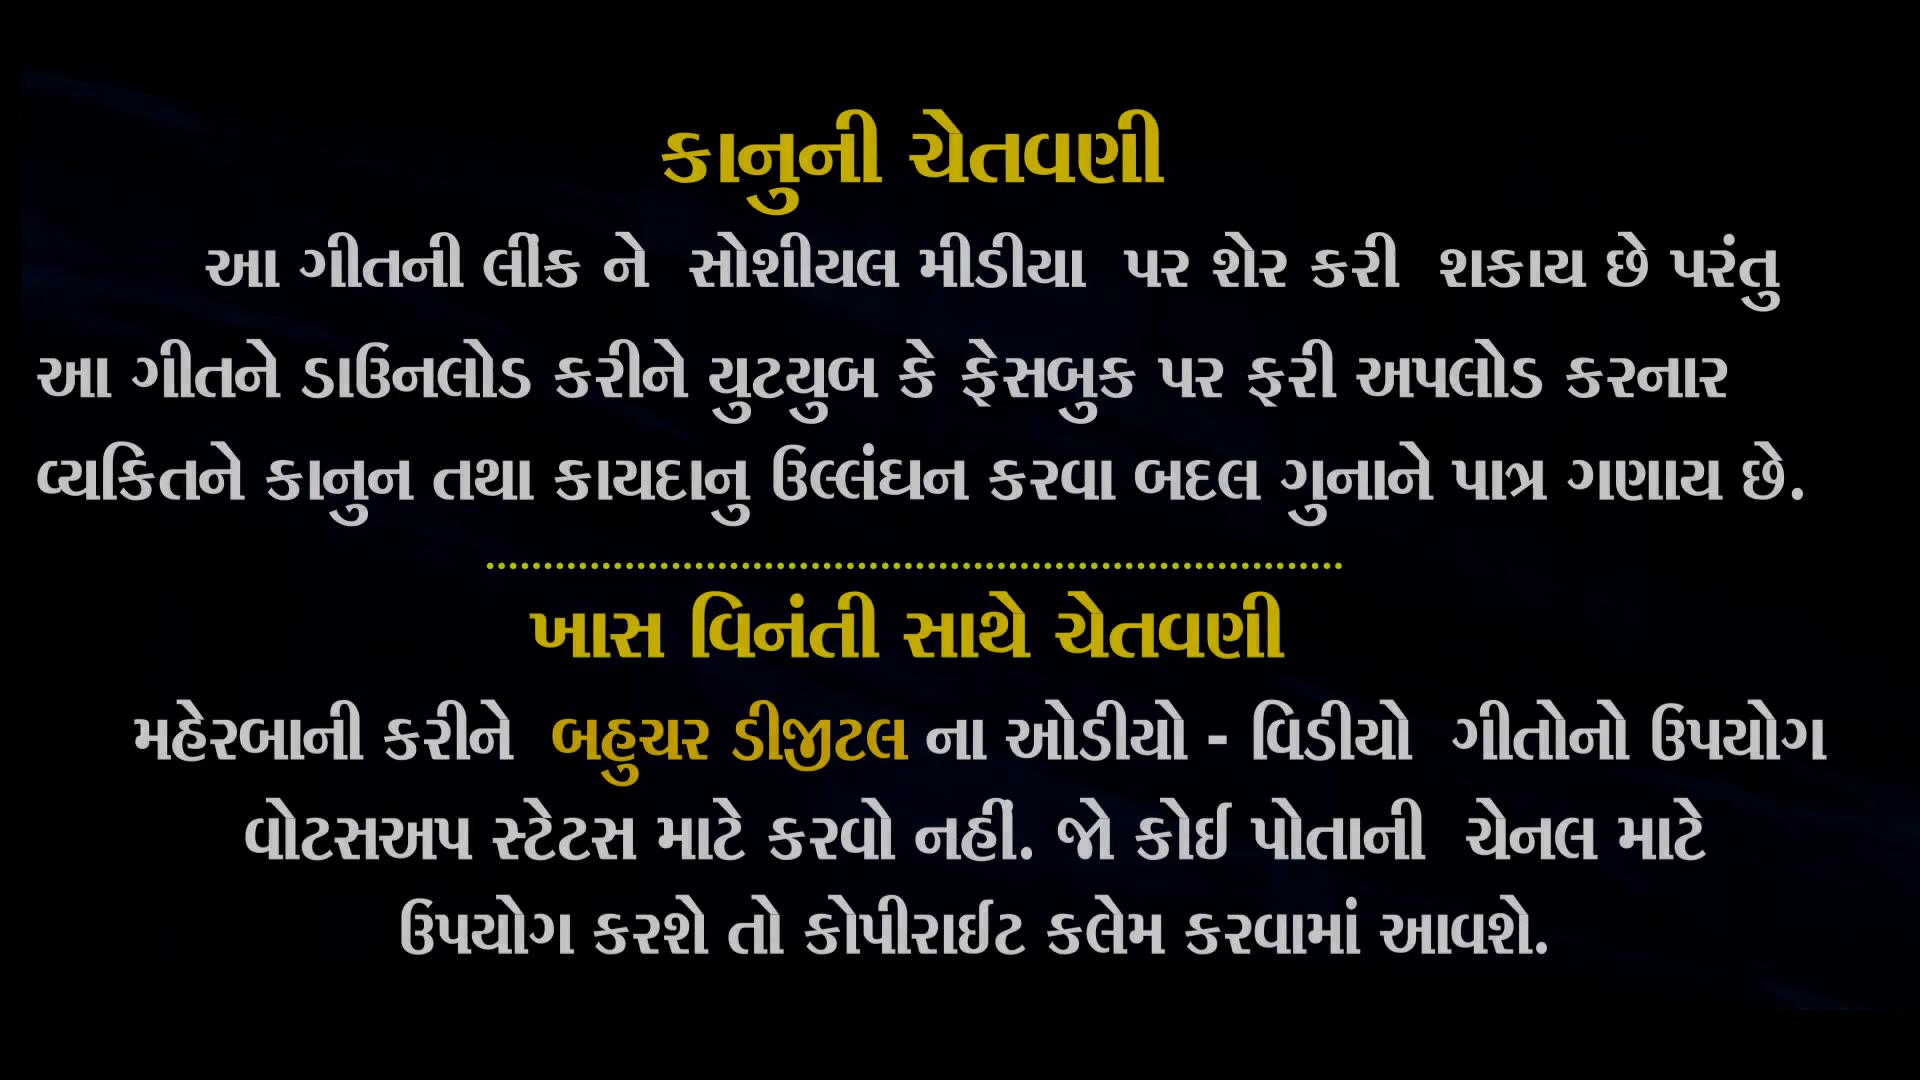 કાનુની ચેતવણી
આ ગીતની લીંક ને સોશીયલ મીડીયા પર શેર કરી શકાય છે પરંતુ
આ ગીતને ડાઉનલોડ કરીને યુટયુબ કે ફેસબુક પર ફરી અપલોડ કરનાર
વ્યકિતને કાનુન તથા કાયદાનુ ઉલ્લંઘન કરવા બદલ ગુનાને પાત્ર ગણાય છે.
ખાસ વિનંતી સાથે ચેતવણી
મહેરબાની કરીને બહુચર ડીજીટલ ના ઓડીયો - વિડીયો ગીતોનો ઉપયોગ
વોટસઅપ સ્ટેટસ માટે કરવો નહીં. જો કોઈ પોતાની ચેનલ માટે
ઉપયોગ કરશે તો કોપીરાઈટ કલેમ કરવામાં આવશે.